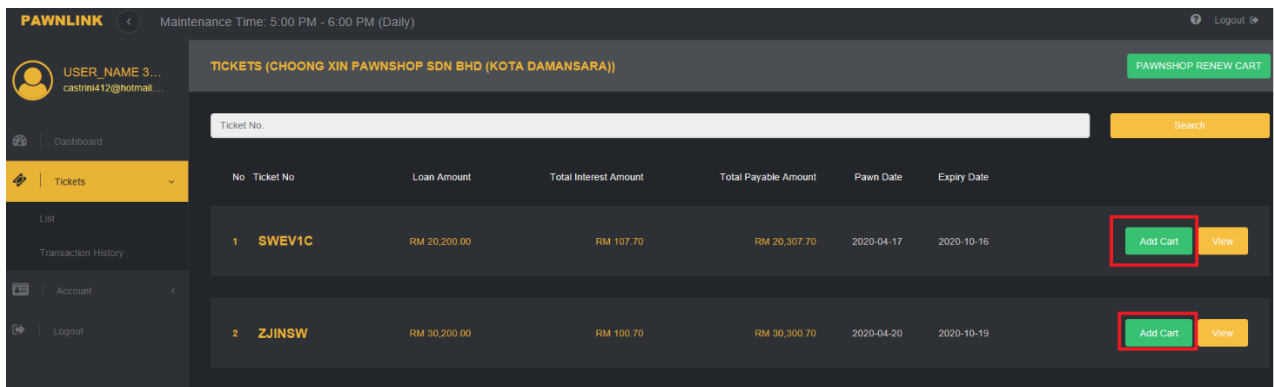 PAWNLINK Maintenance Time: 5:00 PM - 6:00 PM (Daily) Logout
USER_NAME 3...
castrini412@hotmail....
TICKETS (CHOONG XIN PAWNSHOP SDN BHD (KOTA DAMANSARA)) PAWNSHOP RENEW CART
Dashboard
Tickets
List
Transaction History
Account
Logout
Ticket No. Search
No Ticket No Loan Amount Total Interest Amount Total Payable Amount Pawn Date Expiry Date
1 SWEV1C RM 20,200.00 RM 107.70 RM 20,307.70 2020-04-17 2020-10-16 Add Cart View
2 ZJINSW RM 30,200.00 RM 100.70 RM 30,300.70 2020-04-20 2020-10-19 Add Cart View